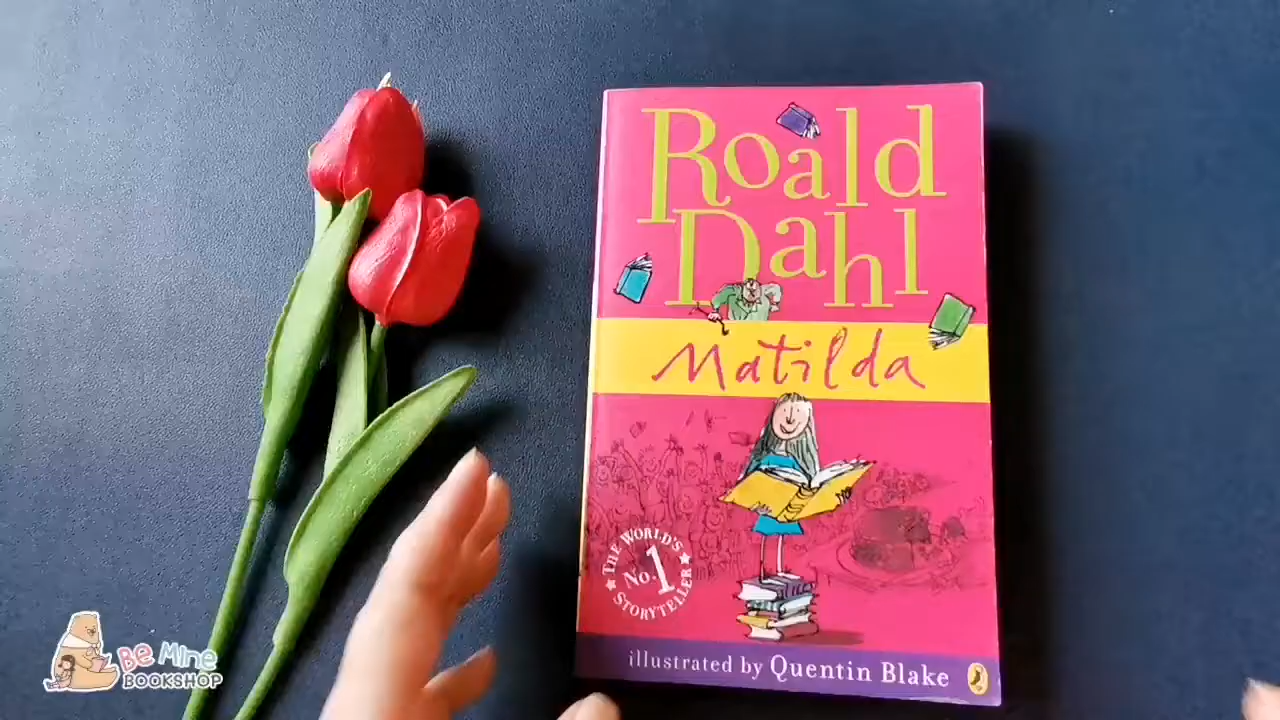 Roald
Dahl
Matilda
THE WORLD'S
No.1
STORYTELLER
illustrated by Quentin Blake
Be Mine
BOOKSHOP